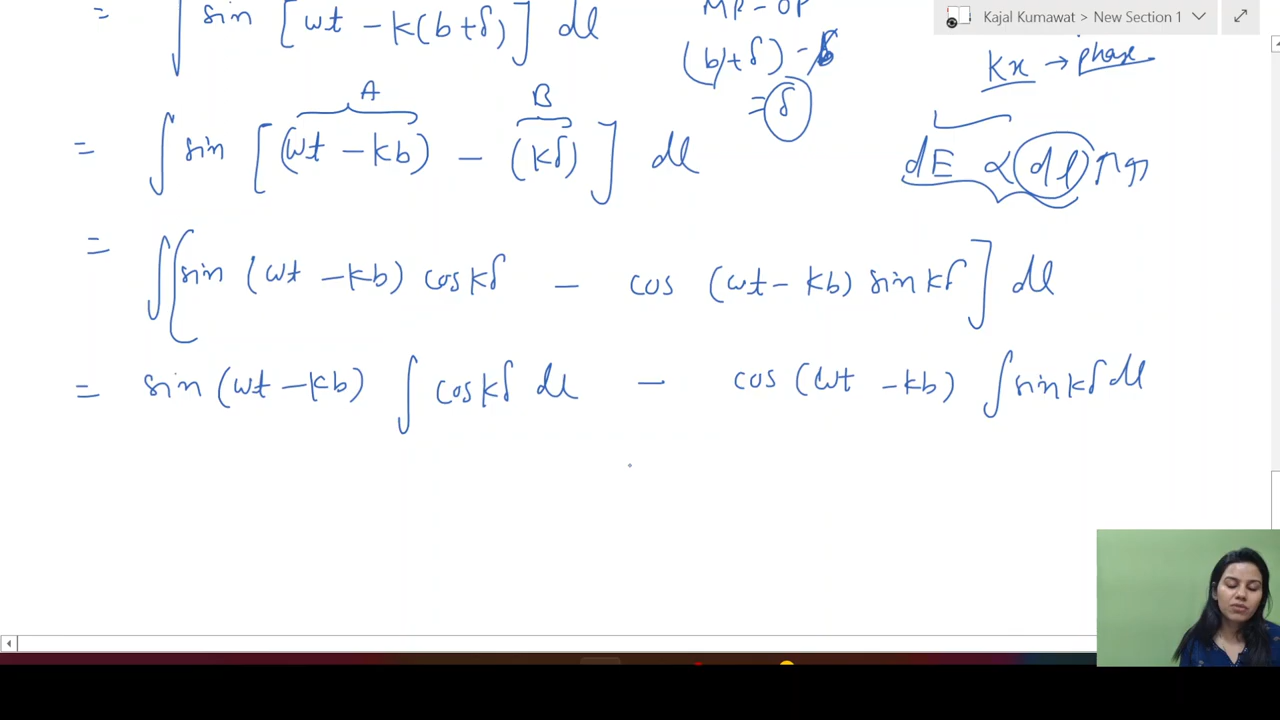 = ∫ sin [ωt - k(b+δ)] dl
MP - OP
(b+δ) - b
= δ
Kajal Kumawat > New Section 1
kx → phase
A
B
= ∫ sin [(ωt - kb) - (kδ)] dl
dE ∝ dl
= ∫[sin (ωt - kb) cos kδ - cos (ωt - kb) sin kδ] dl
= sin (ωt - kb) ∫ cos kδ dl - cos (ωt - kb) ∫ sin kδ dl